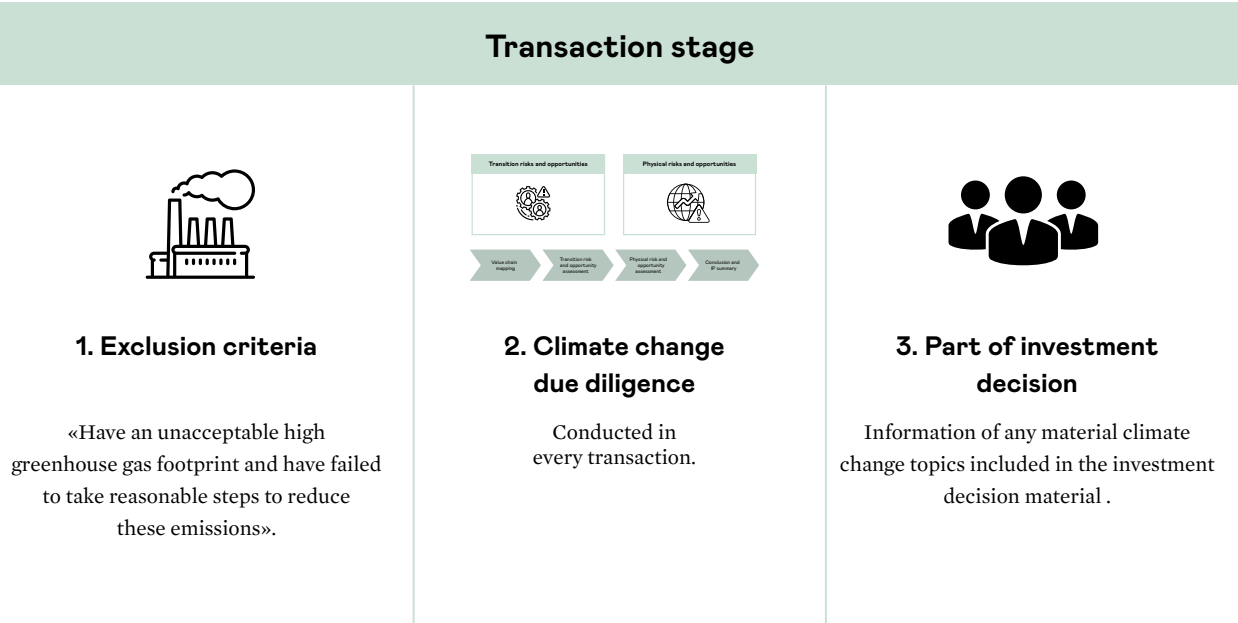 Transaction stage
1. Exclusion criteria
«Have an unacceptable high
greenhouse gas footprint and have failed
to take reasonable steps to reduce
these emissions».
Transition risks and opportunities
Physical risks and opportunities
Value chain
mapping
Transition risk
and opportunity
assessment
Physical risk and
opportunity
assessment
Conclusion and
IP summary
2. Climate change
due diligence
Conducted in
every transaction.
3. Part of investment
decision
Information of any material climate
change topics included in the investment
decision material .